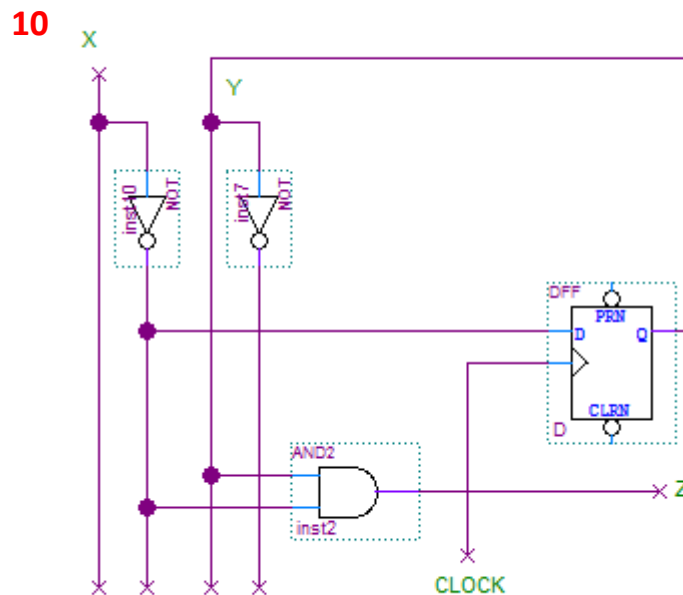 10
X
Y
inst10
NOT
inst7
NOT
DFF
PRN
D
Q
CLRN
D
AND2
inst2
Z
CLOCK